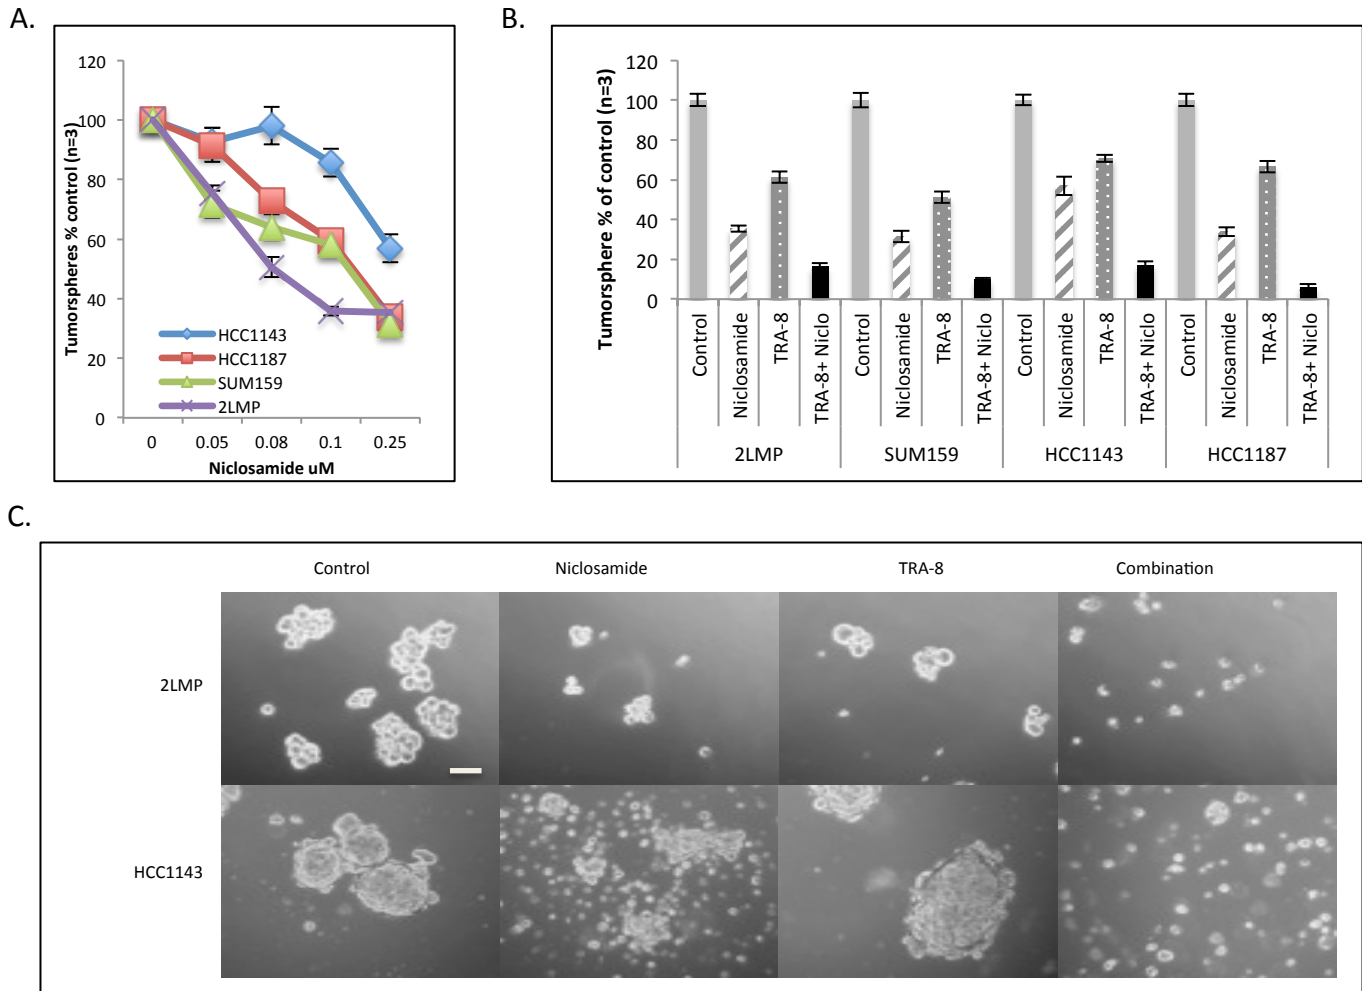 A.
B.
120
100
80
60
40
20
0
Tumorspheres % control (n=3)
HCC1143
HCC1187
SUM159
2LMP
0 0.05 0.08 0.1 0.25
Niclosamide uM
120
100
80
60
40
20
0
Tumorsphere % of control (n=3)
Control
Niclosamide
TRA-8
TRA-8+ Niclo
Control
Niclosamide
TRA-8
TRA-8+ Niclo
Control
Niclosamide
TRA-8
TRA-8+ Niclo
Control
Niclosamide
TRA-8
TRA-8+ Niclo
2LMP SUM159 HCC1143 HCC1187
C.
Control Niclosamide TRA-8 Combination
2LMP
HCC1143